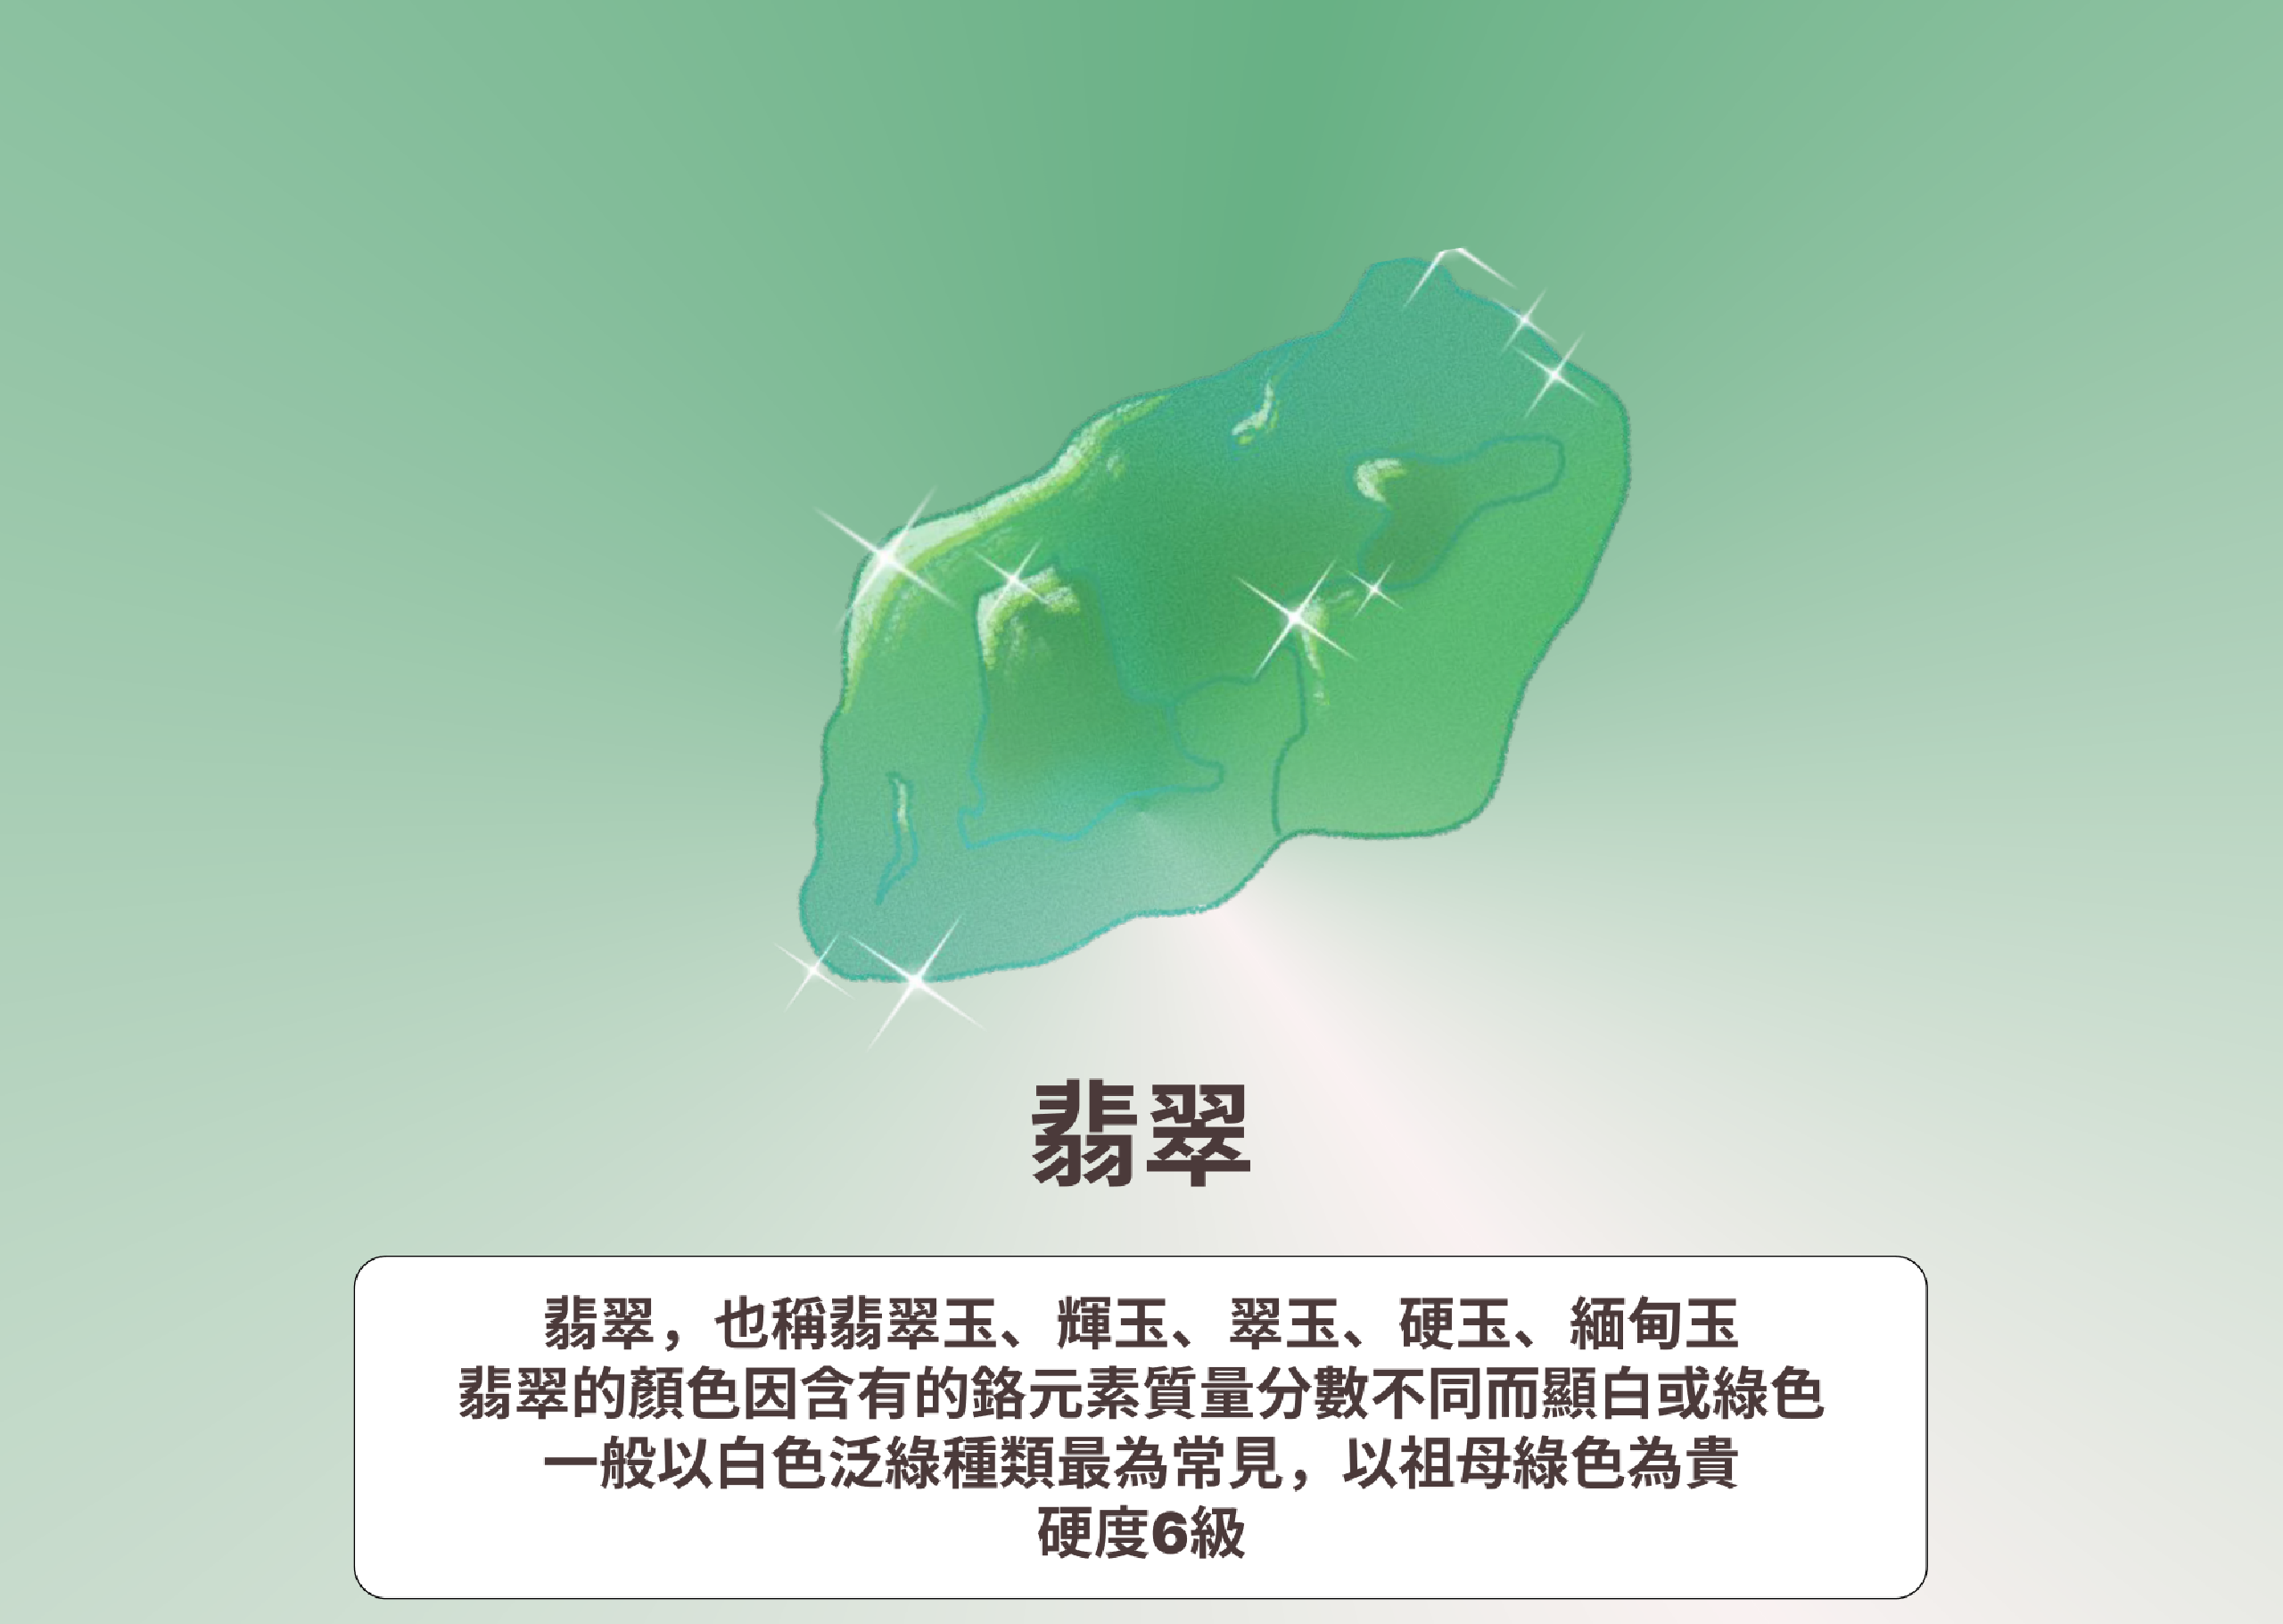 翡翠
翡翠，也稱翡翠玉、輝玉、翠玉、硬玉、緬甸玉
翡翠的顏色因含有的鉻元素質量分數不同而顯白或綠色
一般以白色泛綠種類最為常見，以祖母綠色為貴
硬度6級